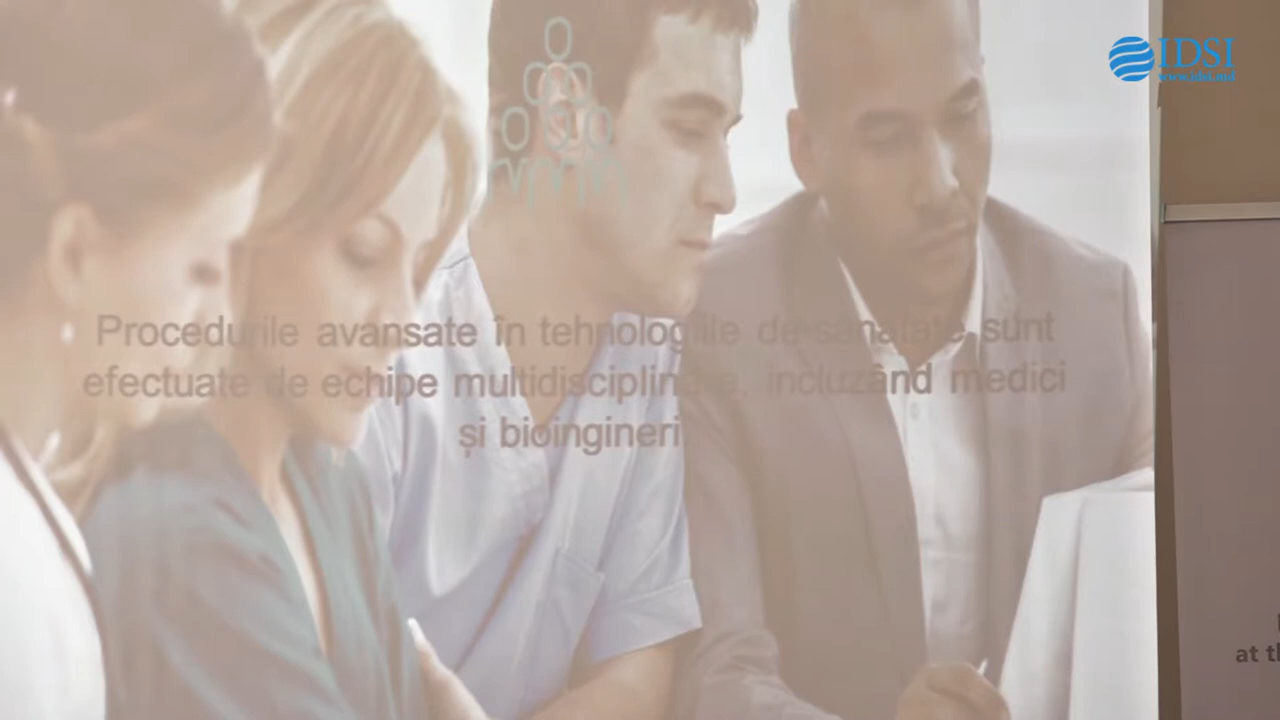 IDSI
www.idsi.md
Procedurile avansate în tehnologiile de sănătate sunt
efectuate de echipe multidisciplinare, incluzând medici
și bioingineri.
at